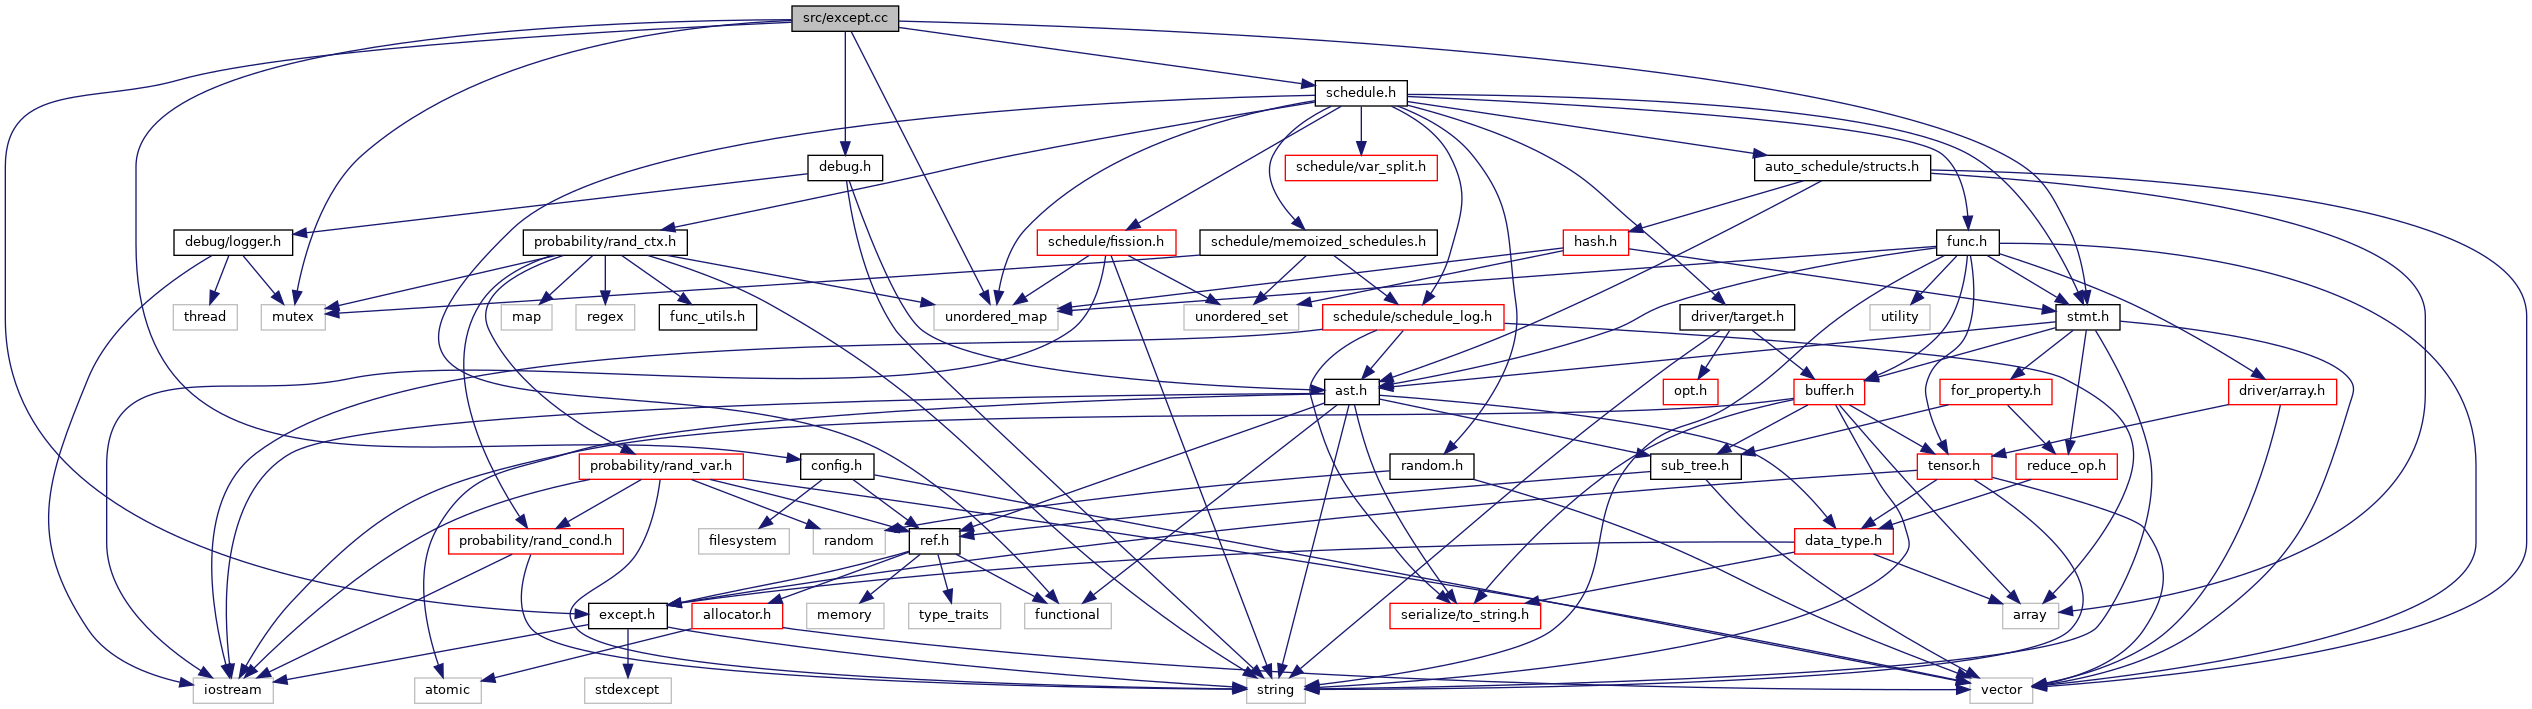 src/except.cc
schedule.h
debug.h
schedule/var_split.h
auto_schedule/structs.h
debug/logger.h
probability/rand_ctx.h
schedule/fission.h
schedule/memoized_schedules.h
hash.h
func.h
thread
mutex
map
regex
func_utils.h
unordered_map
unordered_set
schedule/schedule_log.h
driver/target.h
utility
stmt.h
ast.h
opt.h
buffer.h
for_property.h
driver/array.h
probability/rand_var.h
config.h
random.h
sub_tree.h
tensor.h
reduce_op.h
probability/rand_cond.h
filesystem
random
ref.h
data_type.h
except.h
allocator.h
memory
type_traits
functional
serialize/to_string.h
array
iostream
atomic
stdexcept
string
vector